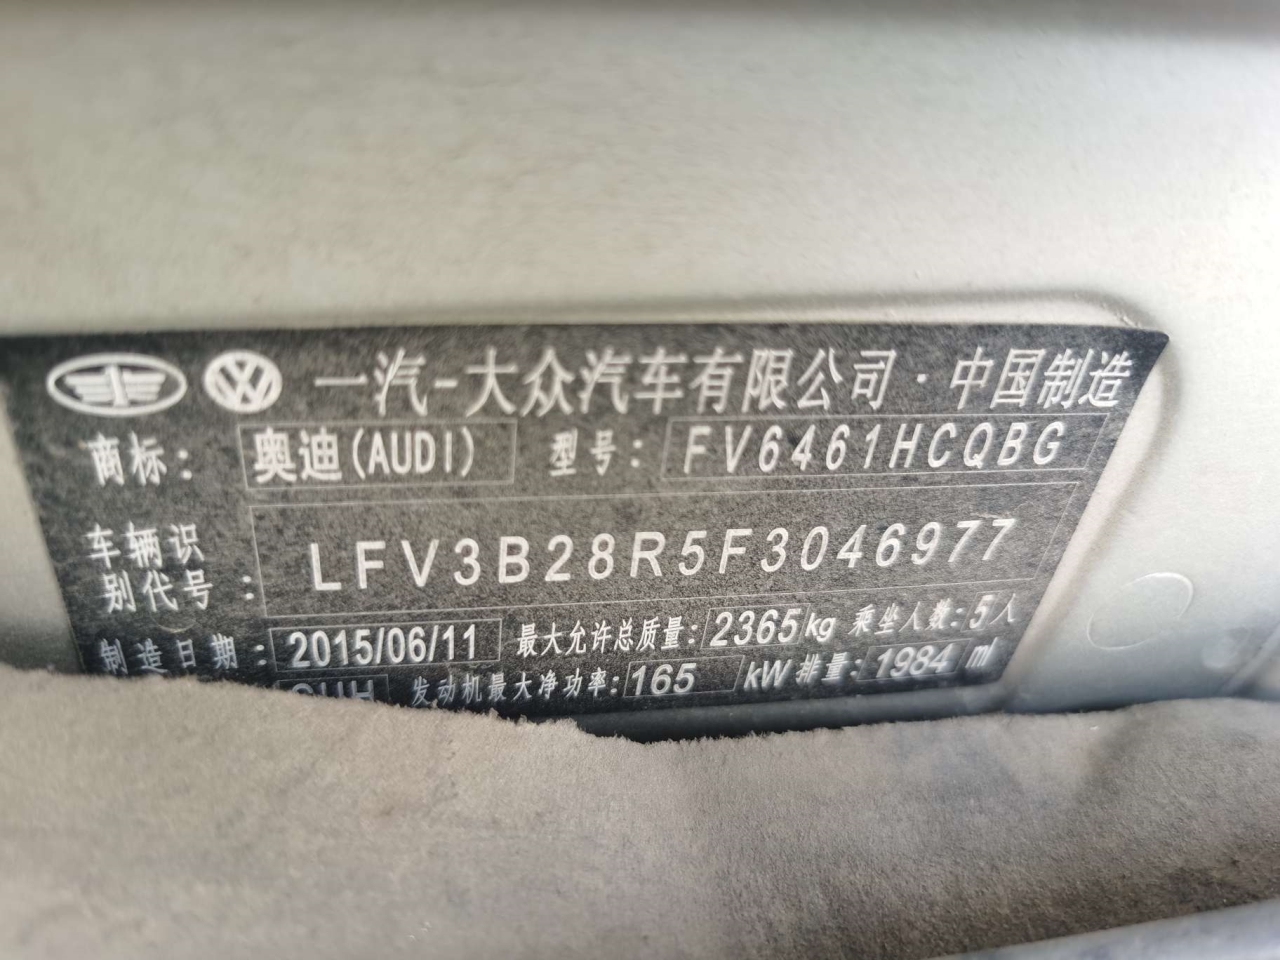 一汽-大众汽车有限公司·中国制造
商标: 奥迪(AUDI) 型号: FV6461HCQBG
车辆识别代号: LFV3B28R5F3046977
制造日期: 2015/06/11 最大允许总质量: 2365kg 乘坐人数: 5人
发动机最大净功率: 165 kW 排量: 1984 ml